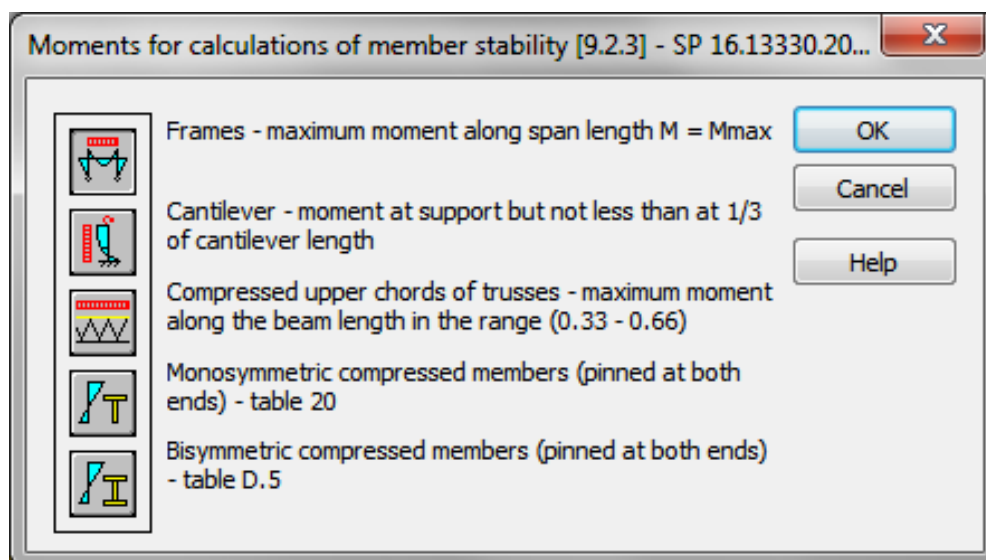 Moments for calculations of member stability [9.2.3] - SP 16.13330.20...
Frames - maximum moment along span length M = Mmax
OK
Cancel
Cantilever - moment at support but not less than at 1/3
of cantilever length
Help
Compressed upper chords of trusses - maximum moment
along the beam length in the range (0.33 - 0.66)
Monosymmetric compressed members (pinned at both
ends) - table 20
Bisymmetric compressed members (pinned at both ends)
- table D.5